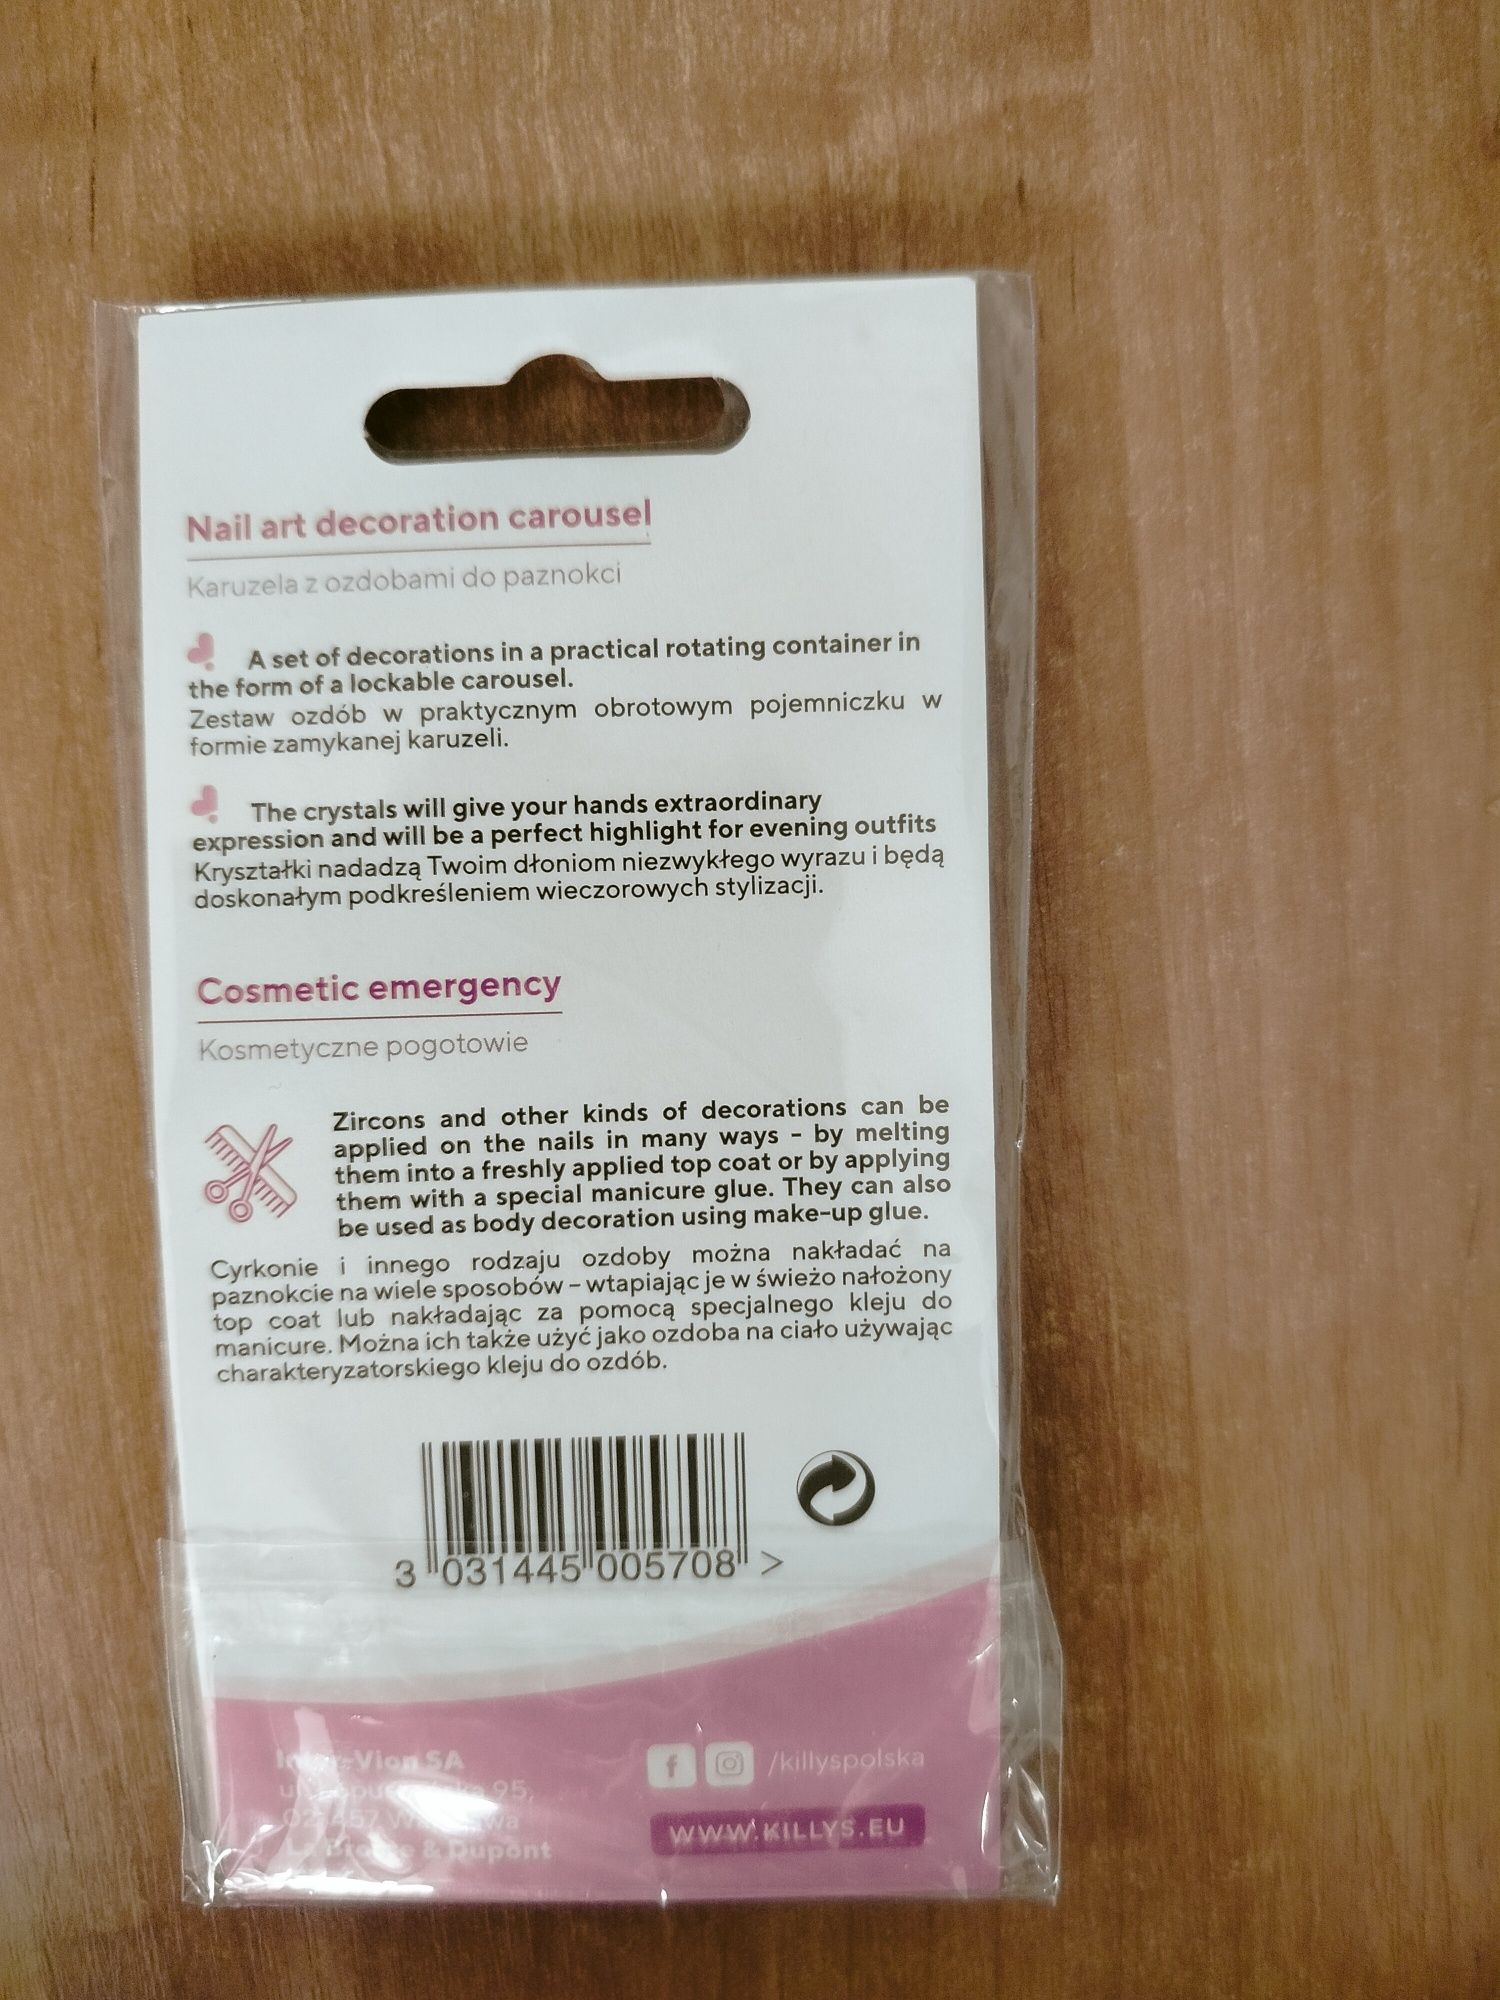 Nail art decoration carousel
Karuzela z ozdobami do paznokci
A set of decorations in a practical rotating container in
the form of a lockable carousel.
Zestaw ozdób w praktycznym obrotowym pojemniczku w
formie zamykanej karuzeli.
The crystals will give your hands extraordinary
expression and will be a perfect highlight for evening outfits
Kryształki nadadzą Twoim dłoniom niezwykłego wyrazu i będą
doskonałym podkreśleniem wieczorowych stylizacji.
Cosmetic emergency
Kosmetyczne pogotowie
Zircons and other kinds of decorations can be
applied on the nails in many ways - by melting
them into a freshly applied top coat or by applying
them with a special manicure glue. They can also
be used as body decoration using make-up glue.
Cyrkonie i innego rodzaju ozdoby można nakładać na
paznokcie na wiele sposobów – wtapiając je w świeżo nałożony
top coat lub nakładając za pomocą specjalnego kleju do
manicure. Można ich także użyć jako ozdoba na ciało używając
charakteryzatorskiego kleju do ozdób.
3 031445 005708 >
Inter-Vion SA
ul. 95,
& Dupont
/killyspolska
WWW.KILLYS.EU